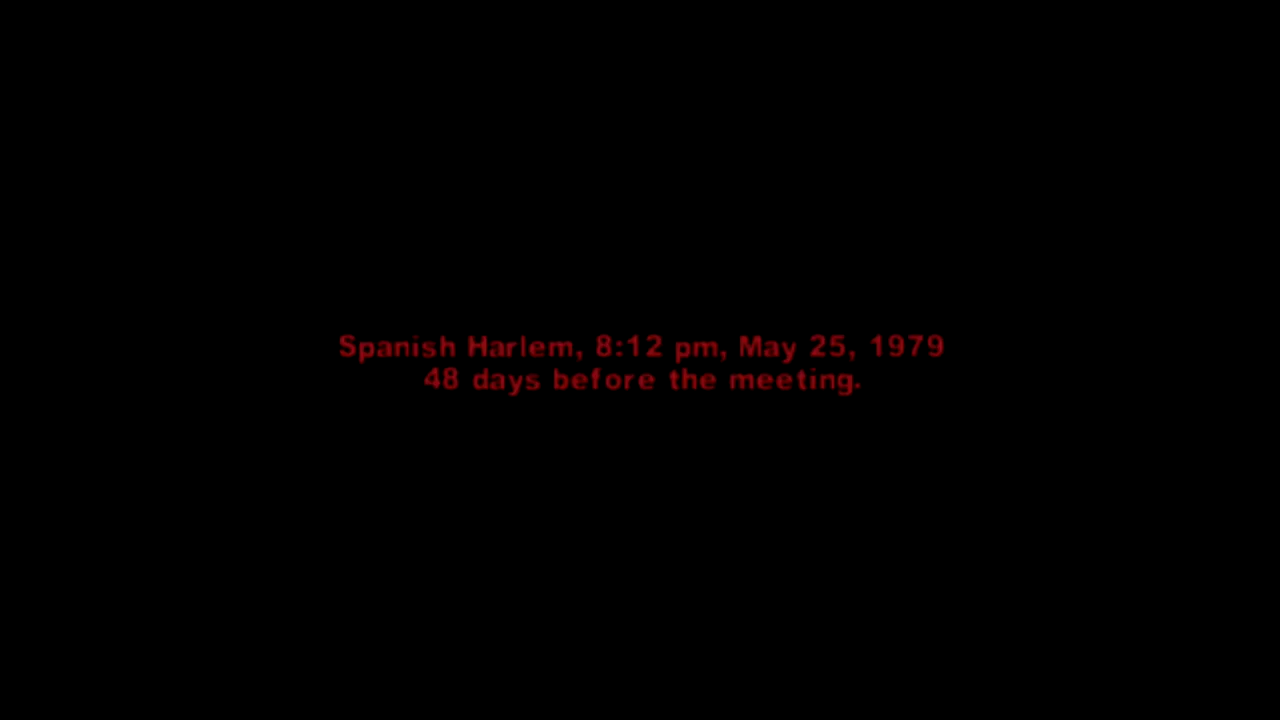 Spanish Harlem, 8:12 pm, May 25, 1979
48 days before the meeting.